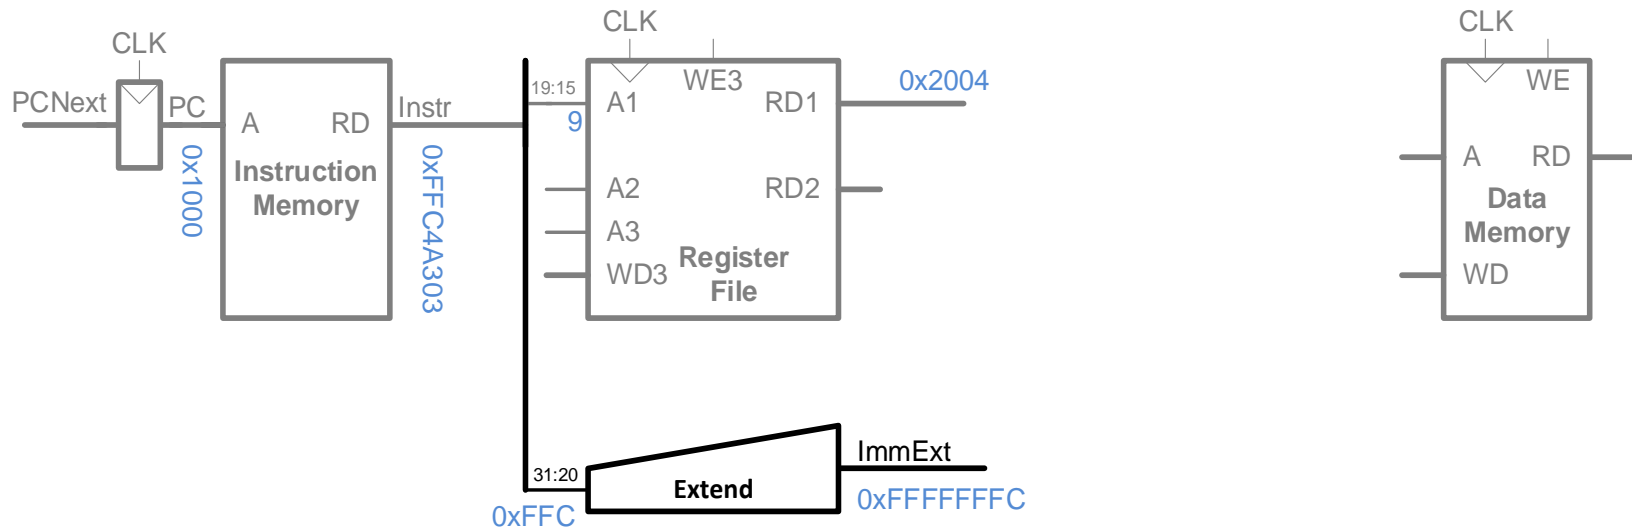 CLK
CLK
CLK
PCNext
PC
0x1000
A
RD
Instruction
Memory
Instr
0xFFC4A303
19:15
9
A1
WE3
RD1
0x2004
A2
RD2
A3
WD3
Register
File
WE
A
RD
Data
Memory
WD
31:20
0xFFC
Extend
ImmExt
0xFFFFFFFC